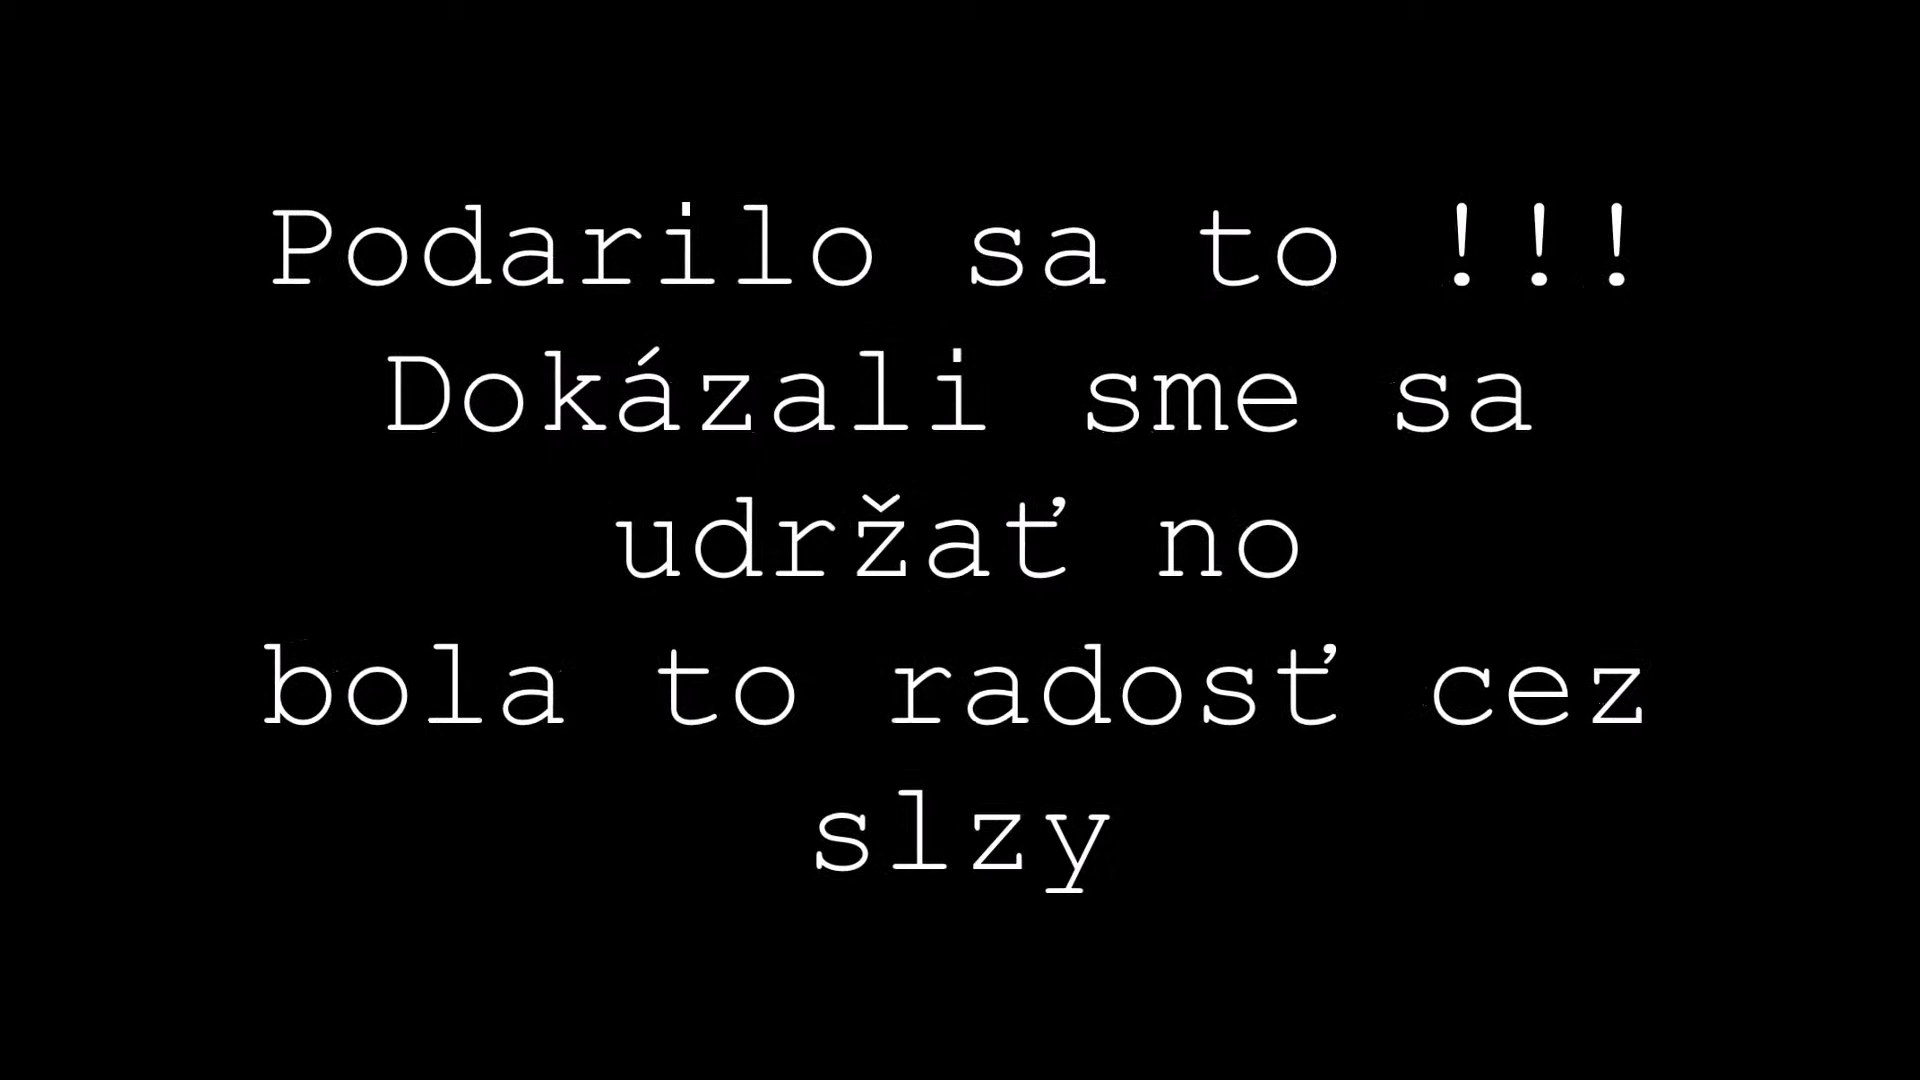 Podarilo sa to !!!
Dokázali sme sa
udržať no
bola to radosť cez
slzy